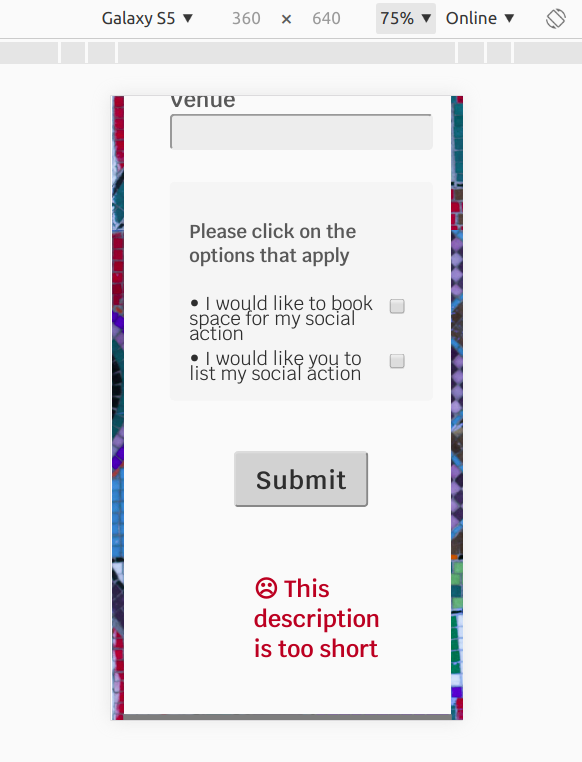 Galaxy S5 ▼ 360 × 640 75% ▼ Online ▼
Venue
Please click on the
options that apply
• I would like to book
space for my social
action
• I would like you to
list my social action
Submit
☹ This
description
is too short